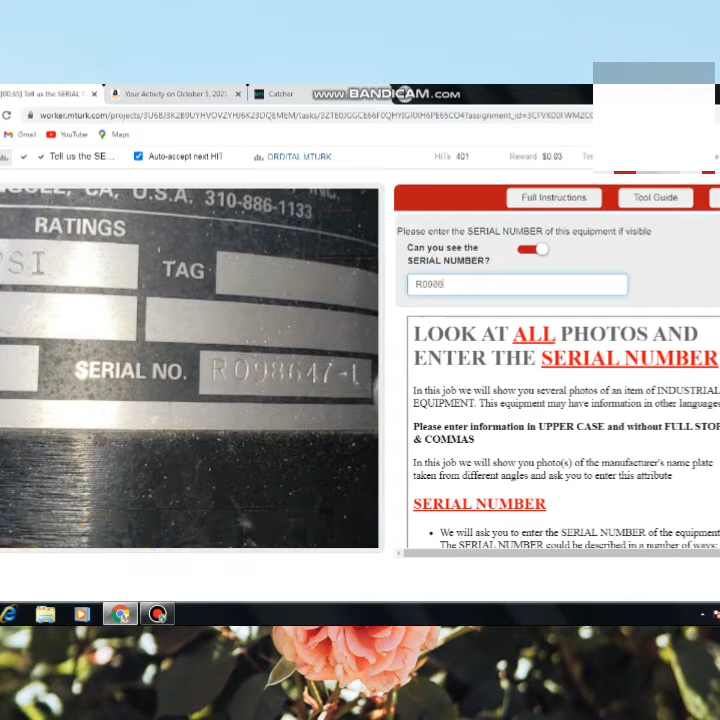 [00:35] Tell us the SERIAL
Your Activity on October 5, 2021
Catcher
www.BANDICAM.com
Gmail
YouTube
Maps
Tell us the SE...
Auto-accept next HIT
ORDITAL MTURK
HITs 401
Reward $0.03
CA, U.S.A. 310-886-1133
INC.
RATINGS
PSI
TAG
SERIAL NO.
R098647-1
Full Instructions
Tool Guide
Please enter the SERIAL NUMBER of this equipment if visible
Can you see the
SERIAL NUMBER?
R0986
LOOK AT ALL PHOTOS AND
ENTER THE SERIAL NUMBER
In this job we will show you several photos of an item of INDUSTRIAL
EQUIPMENT. This equipment may have information in other languages
Please enter information in UPPER CASE and without FULL STOP
& COMMAS
In this job we will show you photo(s) of the manufacturer's name plate
taken from different angles and ask you to enter this attribute
SERIAL NUMBER
We will ask you to enter the SERIAL NUMBER of the equipment
The SERIAL NUMBER could be described in a number of ways: